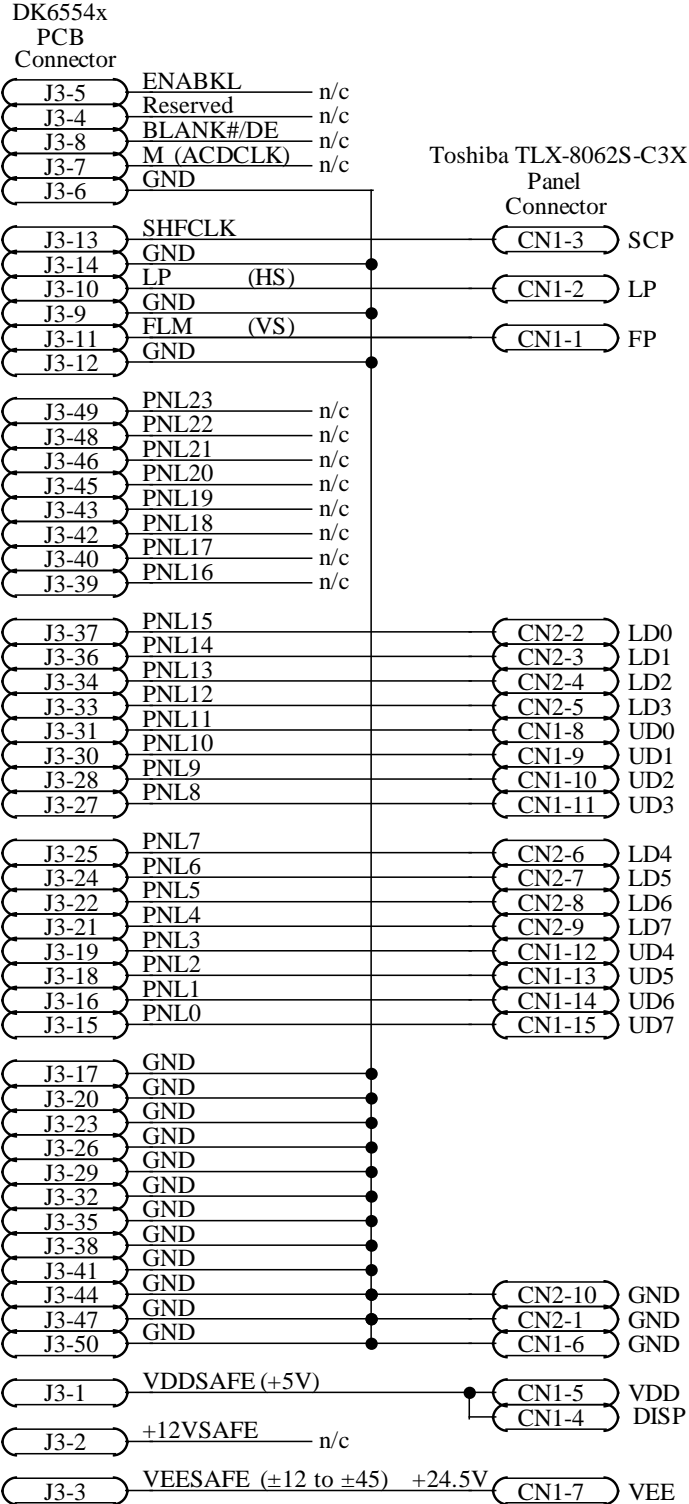 DK6554x
PCB
Connector
J3-5 ENABKL n/c
J3-4 Reserved n/c
J3-8 BLANK#/DE n/c
J3-7 M (ACDCLK) n/c
J3-6 GND
Toshiba TLX-8062S-C3X
Panel
Connector
J3-13 SHFCLK CN1-3 SCP
J3-14 GND
J3-10 LP (HS) CN1-2 LP
J3-9 GND
J3-11 FLM (VS) CN1-1 FP
J3-12 GND
J3-49 PNL23 n/c
J3-48 PNL22 n/c
J3-46 PNL21 n/c
J3-45 PNL20 n/c
J3-43 PNL19 n/c
J3-42 PNL18 n/c
J3-40 PNL17 n/c
J3-39 PNL16 n/c
J3-37 PNL15 CN2-2 LD0
J3-36 PNL14 CN2-3 LD1
J3-34 PNL13 CN2-4 LD2
J3-33 PNL12 CN2-5 LD3
J3-31 PNL11 CN1-8 UD0
J3-30 PNL10 CN1-9 UD1
J3-28 PNL9 CN1-10 UD2
J3-27 PNL8 CN1-11 UD3
J3-25 PNL7 CN2-6 LD4
J3-24 PNL6 CN2-7 LD5
J3-22 PNL5 CN2-8 LD6
J3-21 PNL4 CN2-9 LD7
J3-19 PNL3 CN1-12 UD4
J3-18 PNL2 CN1-13 UD5
J3-16 PNL1 CN1-14 UD6
J3-15 PNL0 CN1-15 UD7
J3-17 GND
J3-20 GND
J3-23 GND
J3-26 GND
J3-29 GND
J3-32 GND
J3-35 GND
J3-38 GND
J3-41 GND
J3-44 GND CN2-10 GND
J3-47 GND CN2-1 GND
J3-50 GND CN1-6 GND
J3-1 VDDSAFE (+5V) CN1-5 VDD
CN1-4 DISP
J3-2 +12VSAFE n/c
J3-3 VEESAFE (±12 to ±45) +24.5V CN1-7 VEE